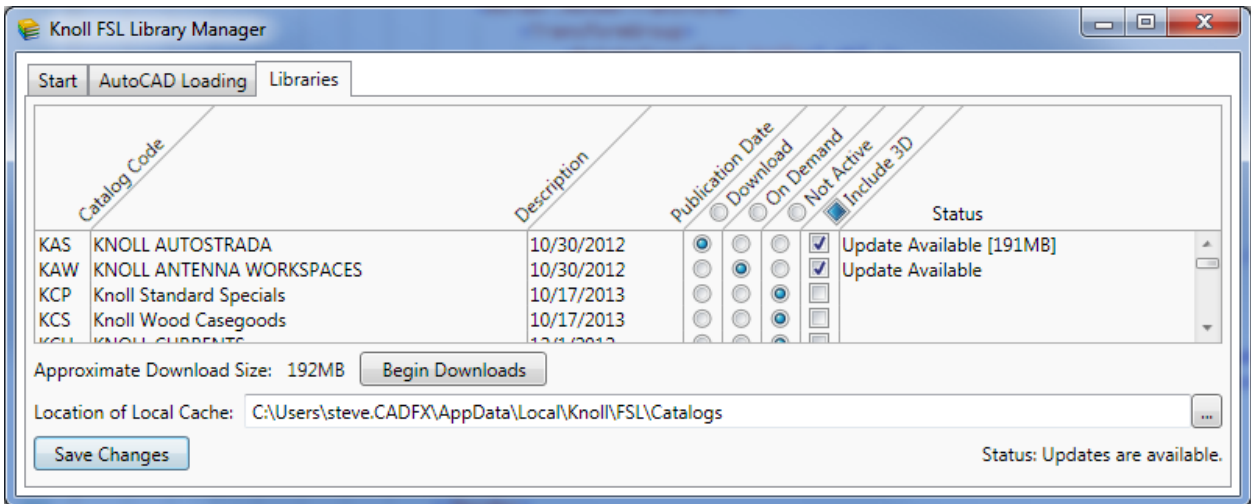 Knoll FSL Library Manager
Start AutoCAD Loading Libraries
Catalog Code Description Publication Date Download On Demand Not Active Include 3D Status
KAS KNOLL AUTOSTRADA 10/30/2012 Update Available [191MB]
KAW KNOLL ANTENNA WORKSPACES 10/30/2012 Update Available
KCP Knoll Standard Specials 10/17/2013
KCS Knoll Wood Casegoods 10/17/2013
KNOLL CURRENTS
Approximate Download Size: 192MB Begin Downloads
Location of Local Cache: C:\Users\steve.CADFX\AppData\Local\Knoll\FSL\Catalogs ...
Save Changes Status: Updates are available.